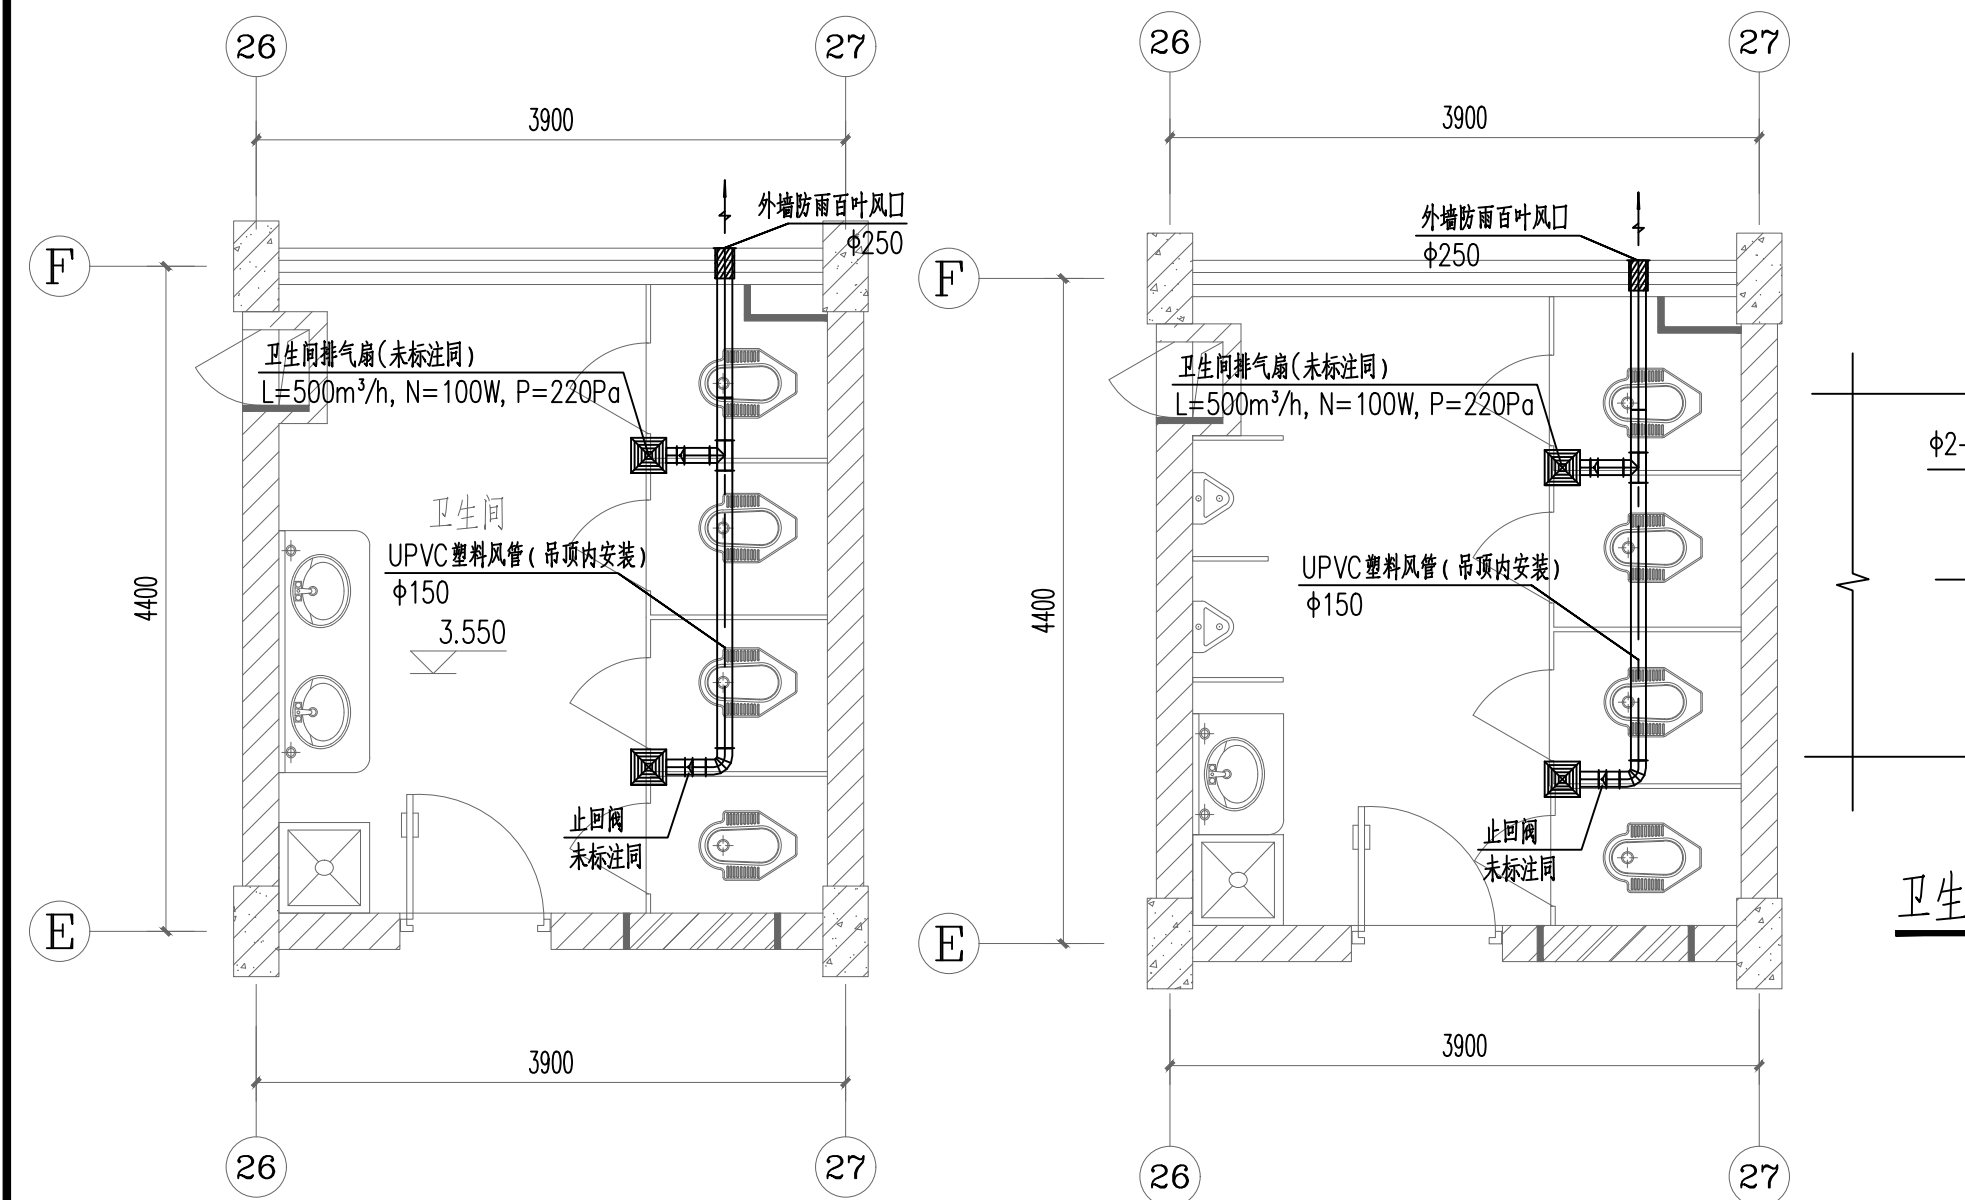 26
27
26
27
3900
3900
外墙防雨百叶风口
φ250
外墙防雨百叶风口
φ250
F
F
卫生间排气扇(未标注同)
L=500m³/h, N=100W, P=220Pa
卫生间排气扇(未标注同)
L=500m³/h, N=100W, P=220Pa
φ2-
卫生间
UPVC塑料风管(吊顶内安装)
φ150
UPVC塑料风管(吊顶内安装)
φ150
4400
4400
3.550
止回阀
未标注同
止回阀
未标注同
卫生
E
E
3900
3900
26
27
26
27